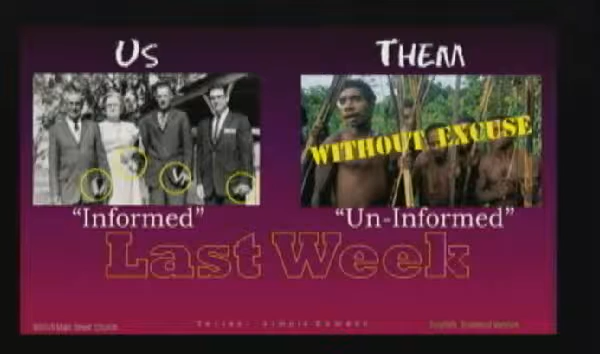 Us
Them
WITHOUT EXCUSE
“Informed”
“Un-Informed”
Last Week